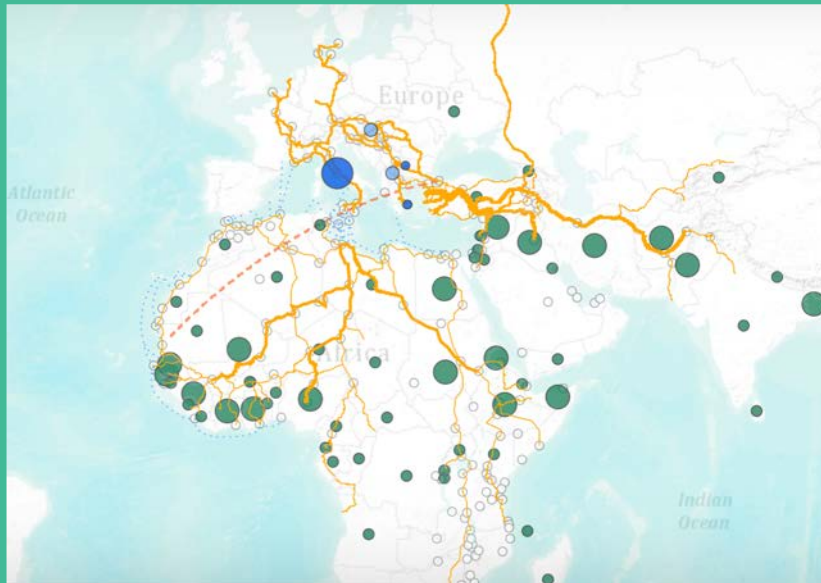 Europe
Atlantic
Ocean
Africa
Indian
Ocean